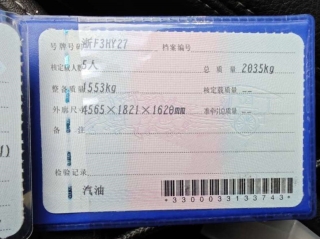 号牌号码 浙F3HY27 档案编号
核定载人数 5人 总质量 2035kg
整备质量 1553kg 核定载质量 --
外廓尺寸 4565×1821×1620mm 准牵引总质量 --
备注
检验记录
汽油
*3300033133743*